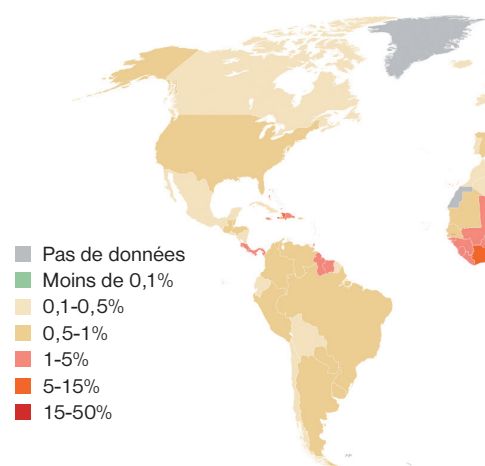 Pas de données
Moins de 0,1%
0,1-0,5%
0,5-1%
1-5%
5-15%
15-50%